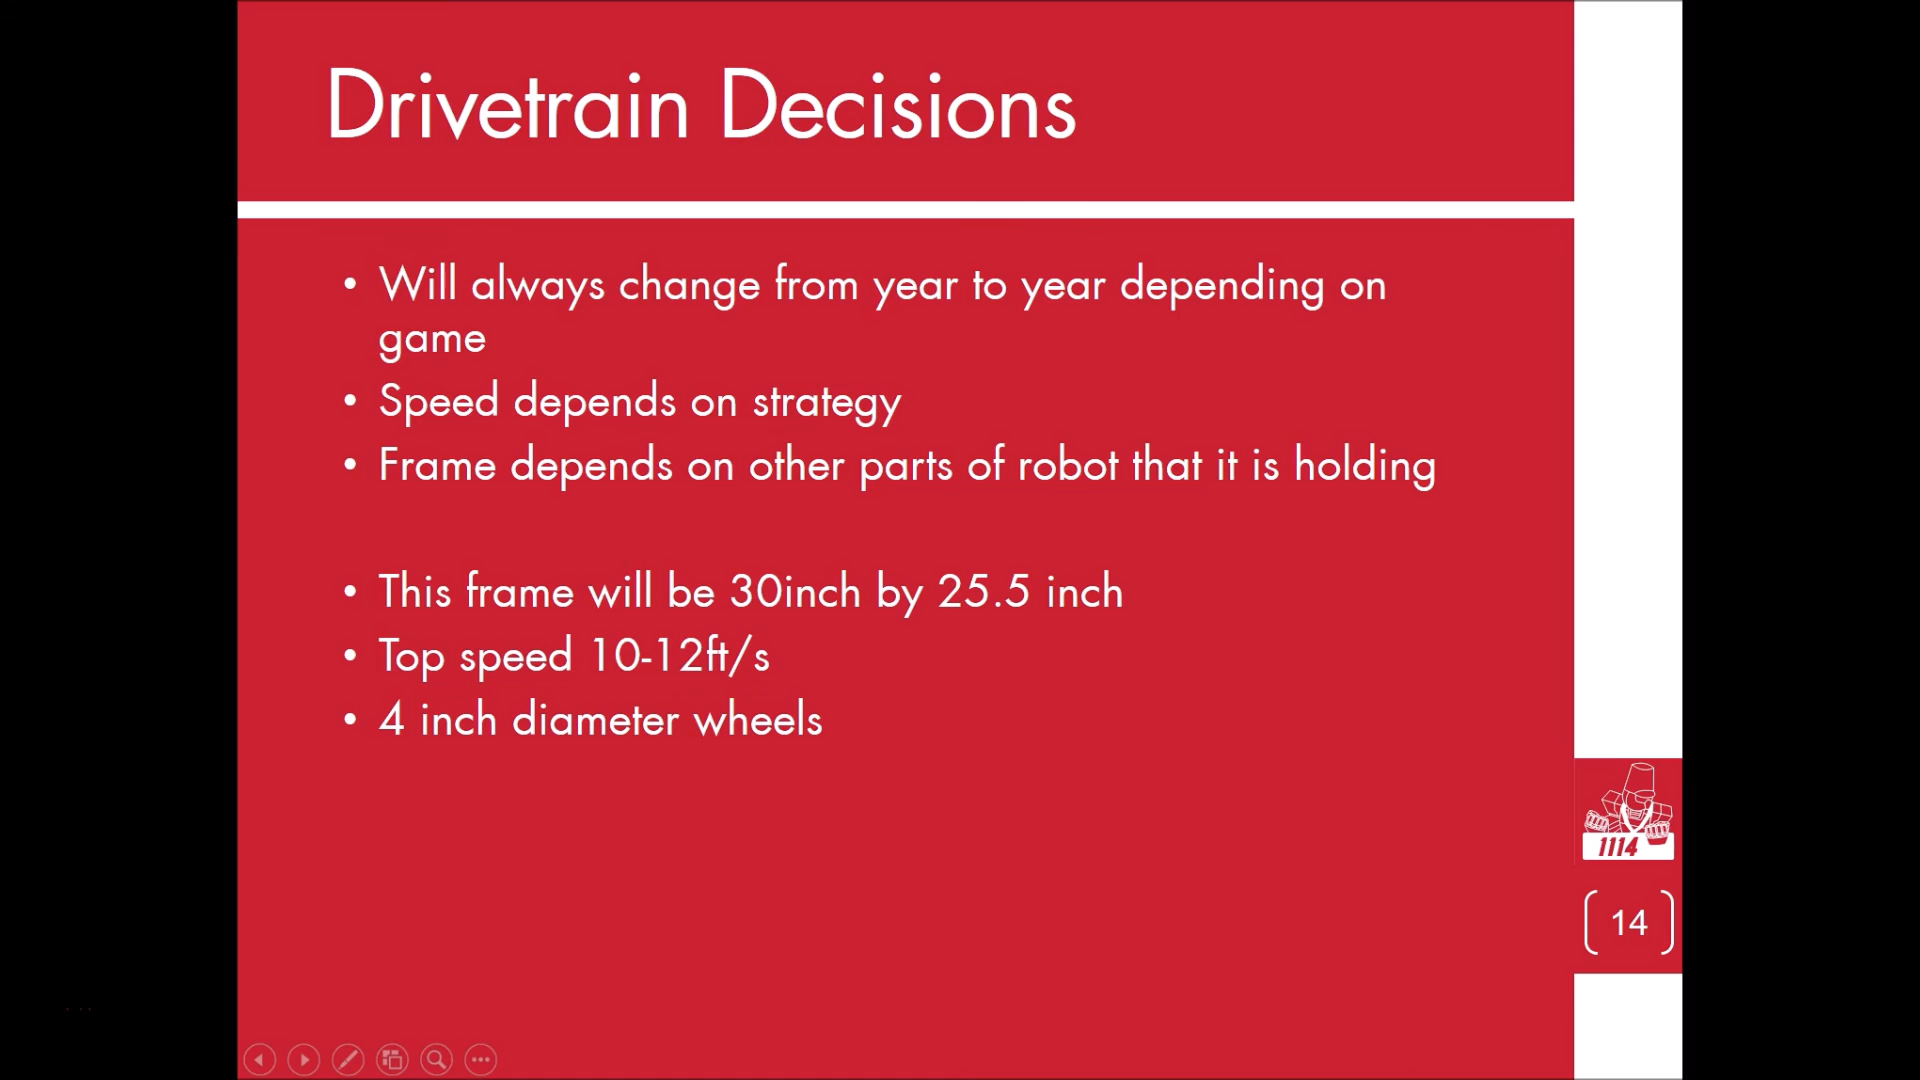 Drivetrain Decisions
• Will always change from year to year depending on
game
• Speed depends on strategy
• Frame depends on other parts of robot that it is holding
• This frame will be 30inch by 25.5 inch
• Top speed 10-12ft/s
• 4 inch diameter wheels
1114
14